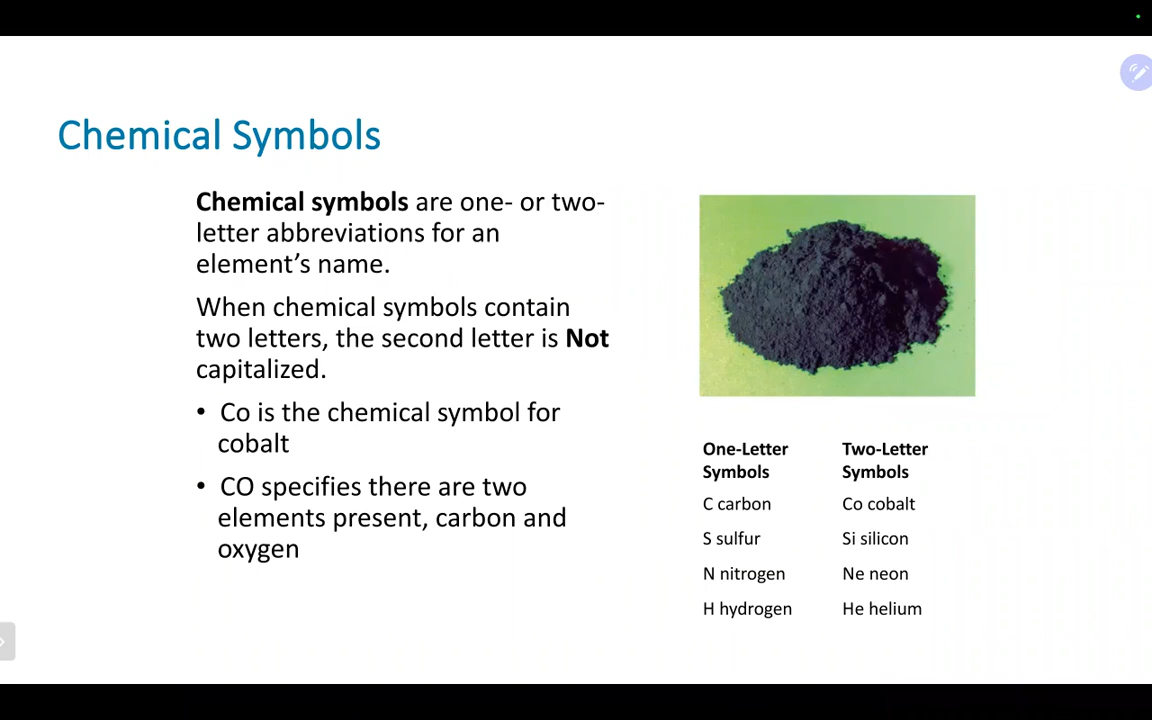 Chemical Symbols
Chemical symbols are one- or two-
letter abbreviations for an
element’s name.
When chemical symbols contain
two letters, the second letter is Not
capitalized.
• Co is the chemical symbol for
cobalt
• CO specifies there are two
elements present, carbon and
oxygen
One-Letter Two-Letter
Symbols Symbols
C carbon Co cobalt
S sulfur Si silicon
N nitrogen Ne neon
H hydrogen He helium